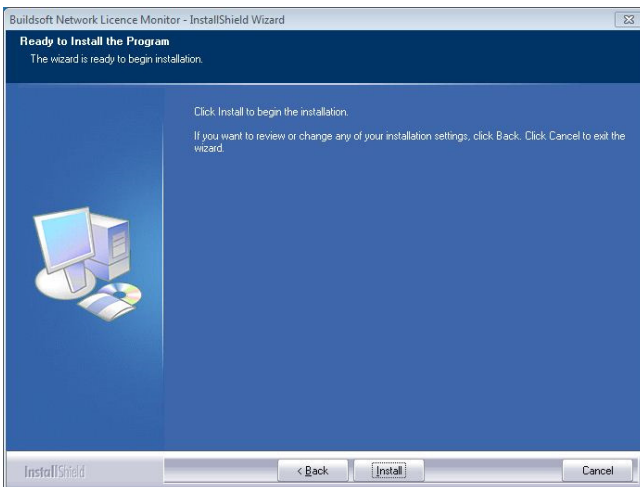 Buildsoft Network Licence Monitor - InstallShield Wizard
Ready to Install the Program
The wizard is ready to begin installation.
Click Install to begin the installation.
If you want to review or change any of your installation settings, click Back. Click Cancel to exit the
wizard.
InstallShield
< Back
Install
Cancel